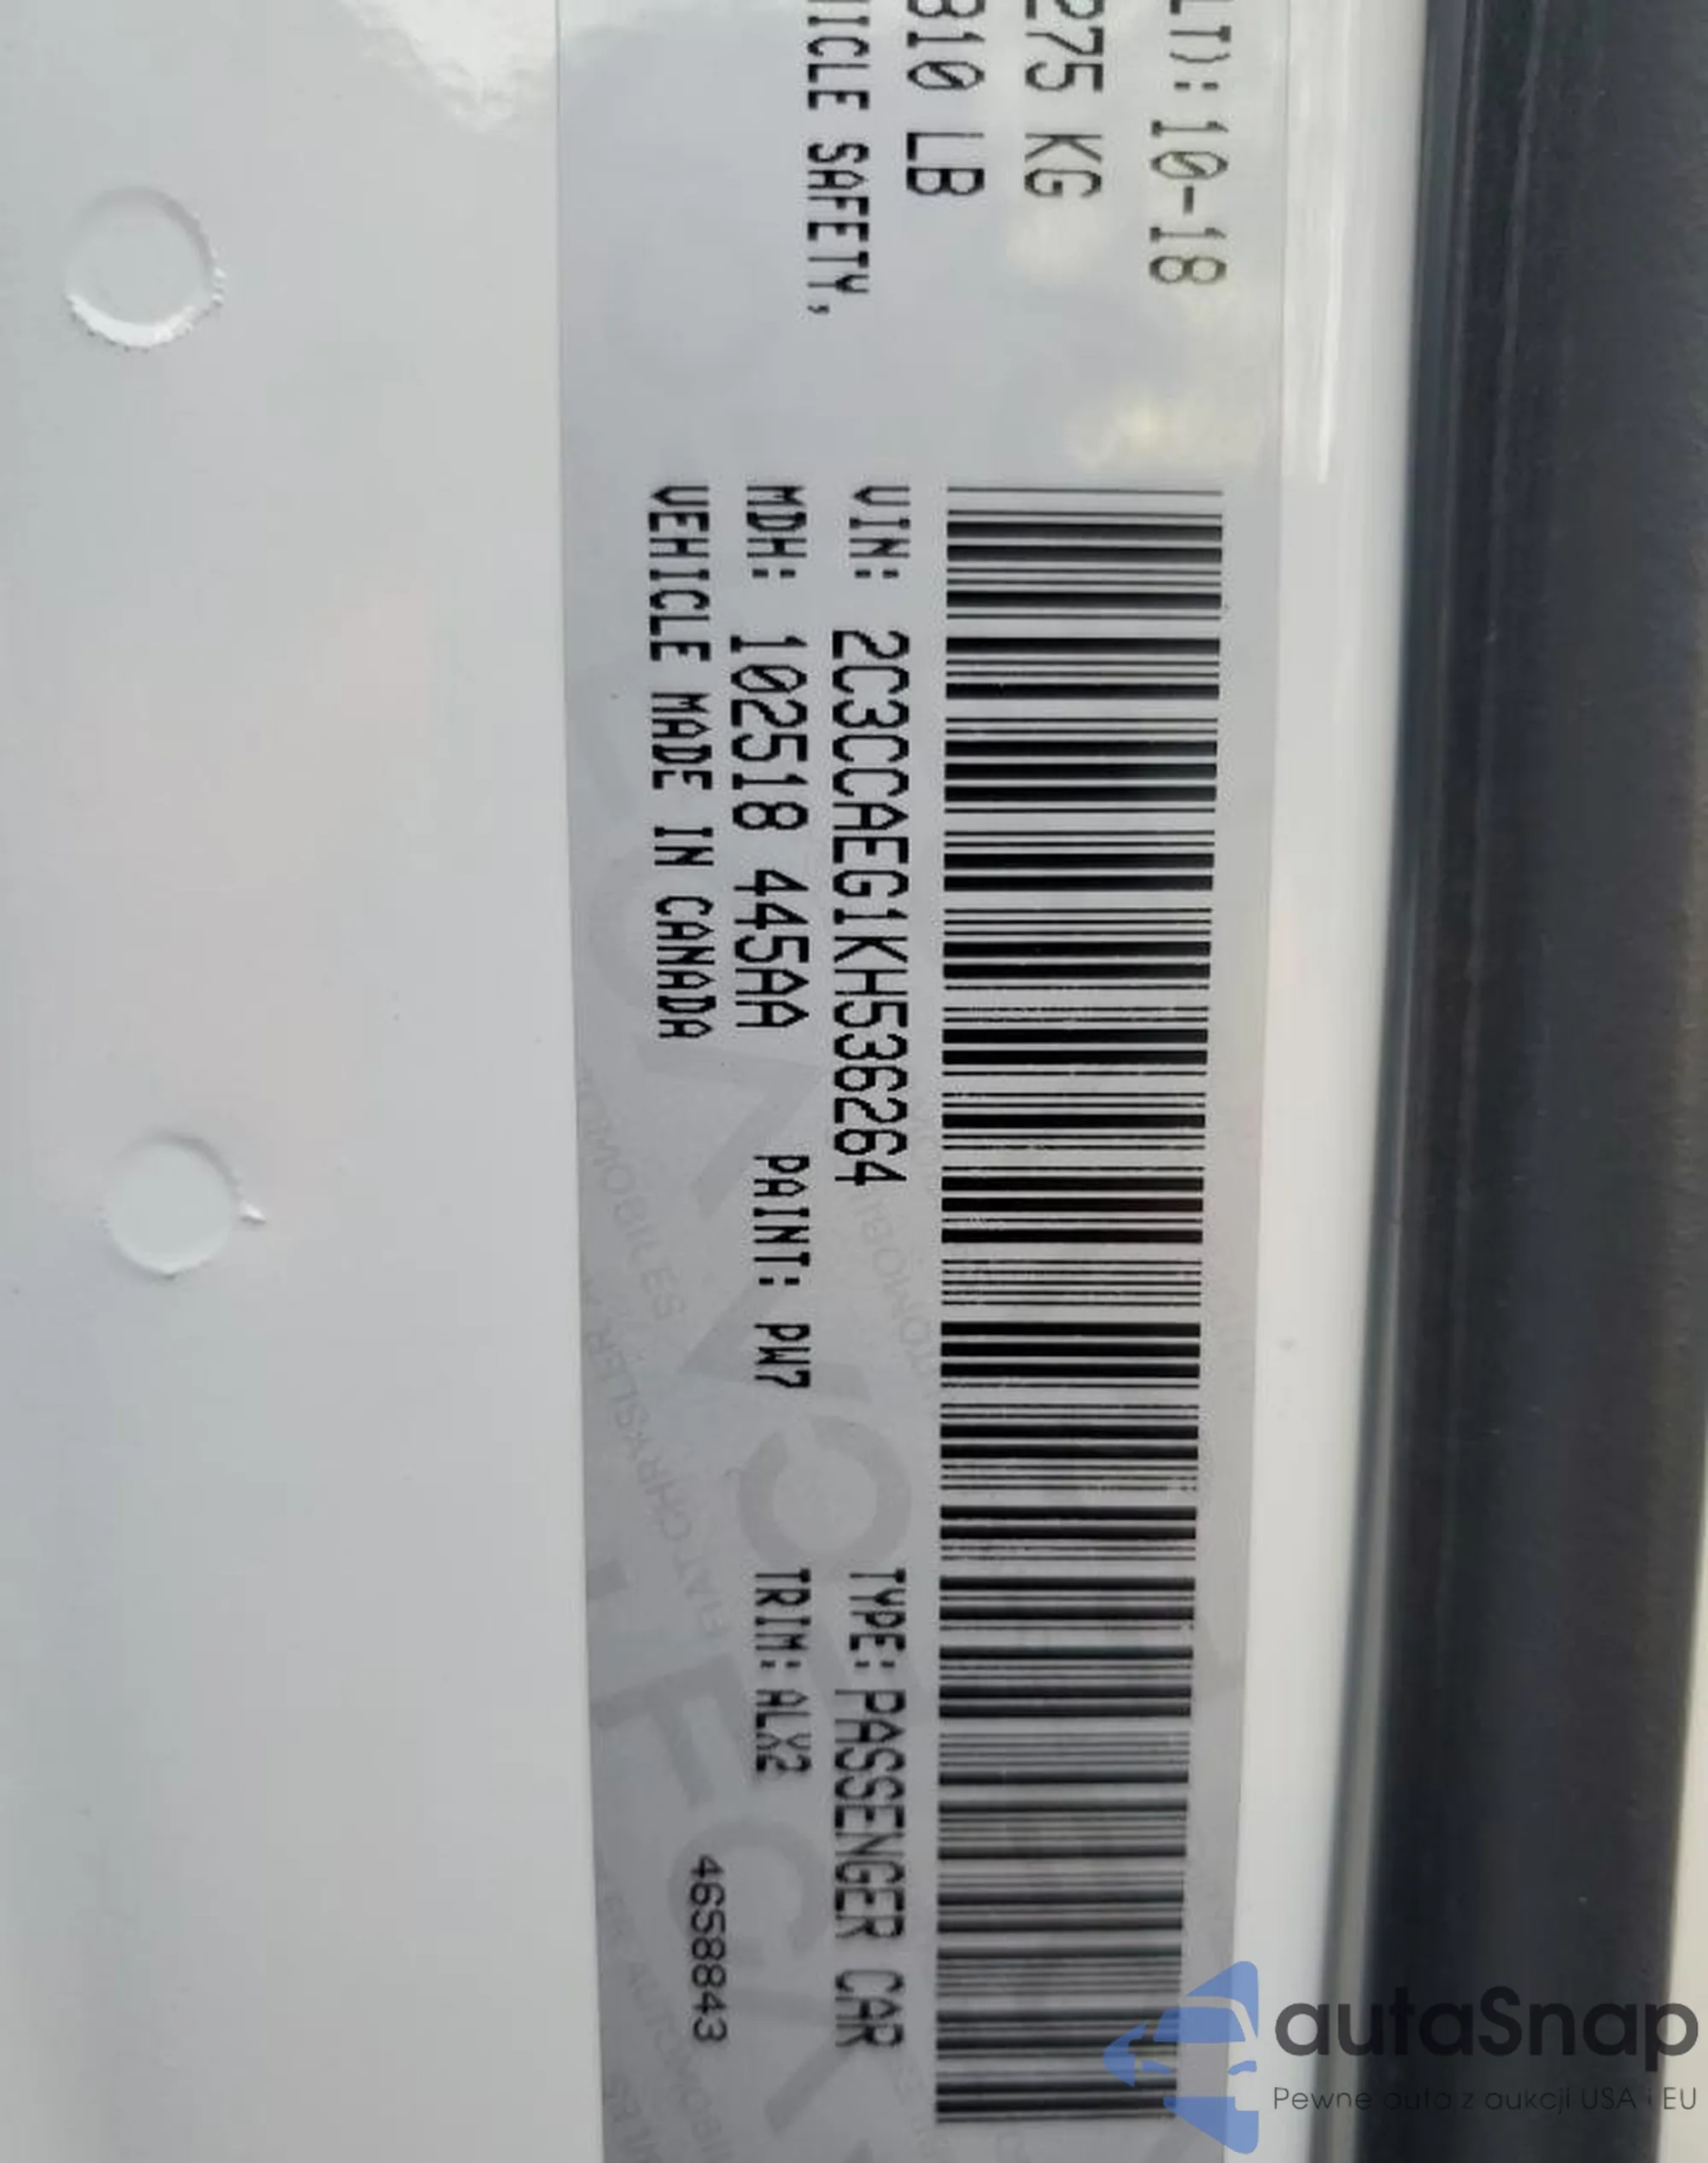 LT): 10-18
275 KG
810 LB
ICLE SAFETY,
VIN: 2C3CCAEG1KH536264 TYPE: PASSENGER CAR
MDH: 102518 445AA PAINT: PW7 TRIM: ALX2
VEHICLE MADE IN CANADA 4658843
autaSnap
Pewne auta z aukcji USA i EU